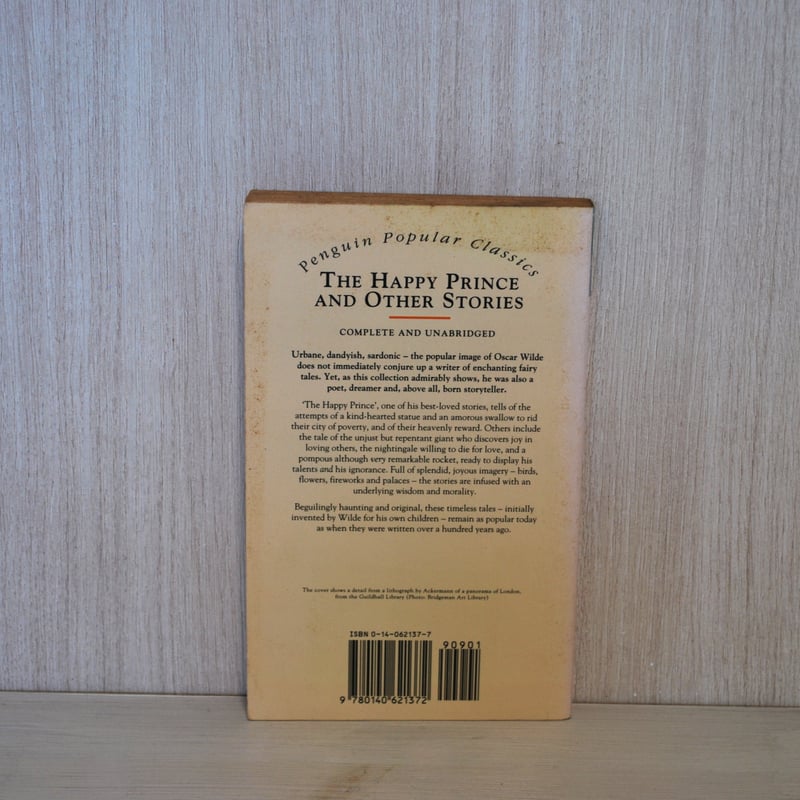 Penguin Popular Classics
THE HAPPY PRINCE
AND OTHER STORIES
COMPLETE AND UNABRIDGED
Urbane, dandyish, sardonic – the popular image of Oscar Wilde
does not immediately conjure up a writer of enchanting fairy
tales. Yet, as this collection admirably shows, he was also a
poet, dreamer and, above all, born storyteller.
'The Happy Prince', one of his best-loved stories, tells of the
attempts of a kind-hearted statue and an amorous swallow to rid
their city of poverty, and of their heavenly reward. Others include
the tale of the unjust but repentant giant who discovers joy in
loving others, the nightingale willing to die for love, and a
pompous although very remarkable rocket, ready to display his
talents and his ignorance. Full of splendid, joyous imagery – birds,
flowers, fireworks and palaces – the stories are infused with an
underlying wisdom and morality.
Beguilingly haunting and original, these timeless tales – initially
invented by Wilde for his own children – remain as popular today
as when they were written over a hundred years ago.
The cover shows a detail from a lithograph by Ackermann of a panorama of London,
from the Guildhall Library (Photo: Bridgeman Art Library)
ISBN 0-14-062137-7
90901
9 780140 621372